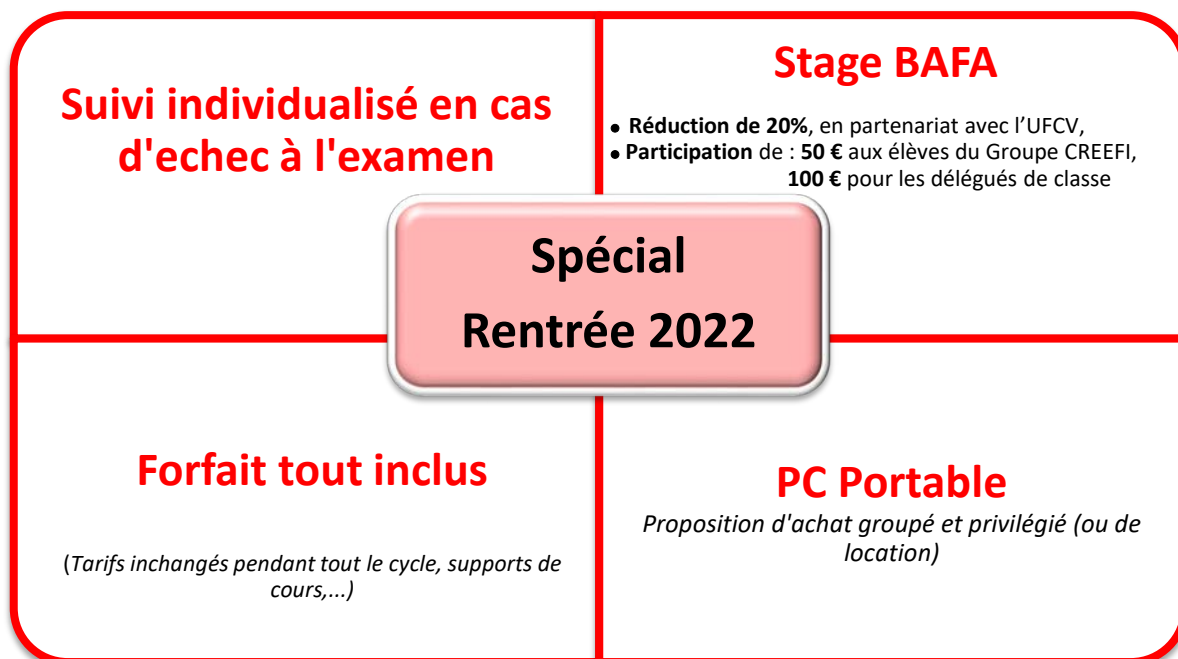 Suivi individualisé en cas
d'echec à l'examen
Stage BAFA
• Réduction de 20%, en partenariat avec l'UFCV,
• Participation de : 50 € aux élèves du Groupe CREEFI,
100 € pour les délégués de classe
Spécial
Rentrée 2022
Forfait tout inclus
(Tarifs inchangés pendant tout le cycle, supports de
cours,...)
PC Portable
Proposition d'achat groupé et privilégié (ou de
location)